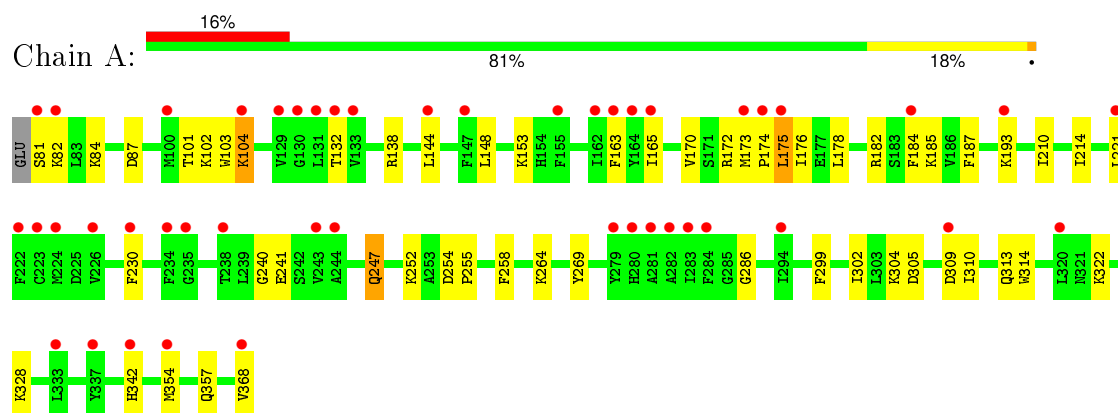 16%
Chain A:
81% 18% •
GLU S81 K82 L83 K84 D87 M100 T101 K102 W103 K104 V129 G130 L131 T132 V133 R138 L144 F147 L148 K153 H154 F155 I162 F163 Y164 I165 V170 S171 R172 M173 P174 L175 I176 E177 L178 R182 S183 F184 K185 V186 F187 K193 I210 I214
F222 C223 M224 D225 V226 F230 F234 G235 T238 L239 G240 E241 S242 V243 A244 Q247 K252 A253 D254 P255 F258 K264 Y269 Y279 H280 A281 A282 I283 F284 G285 G286 I294 F299 I302 L303 K304 D305 D309 I310 Q313 W314 L320 N321 K322
K328 L333 Y337 H342 M354 Q357 V368